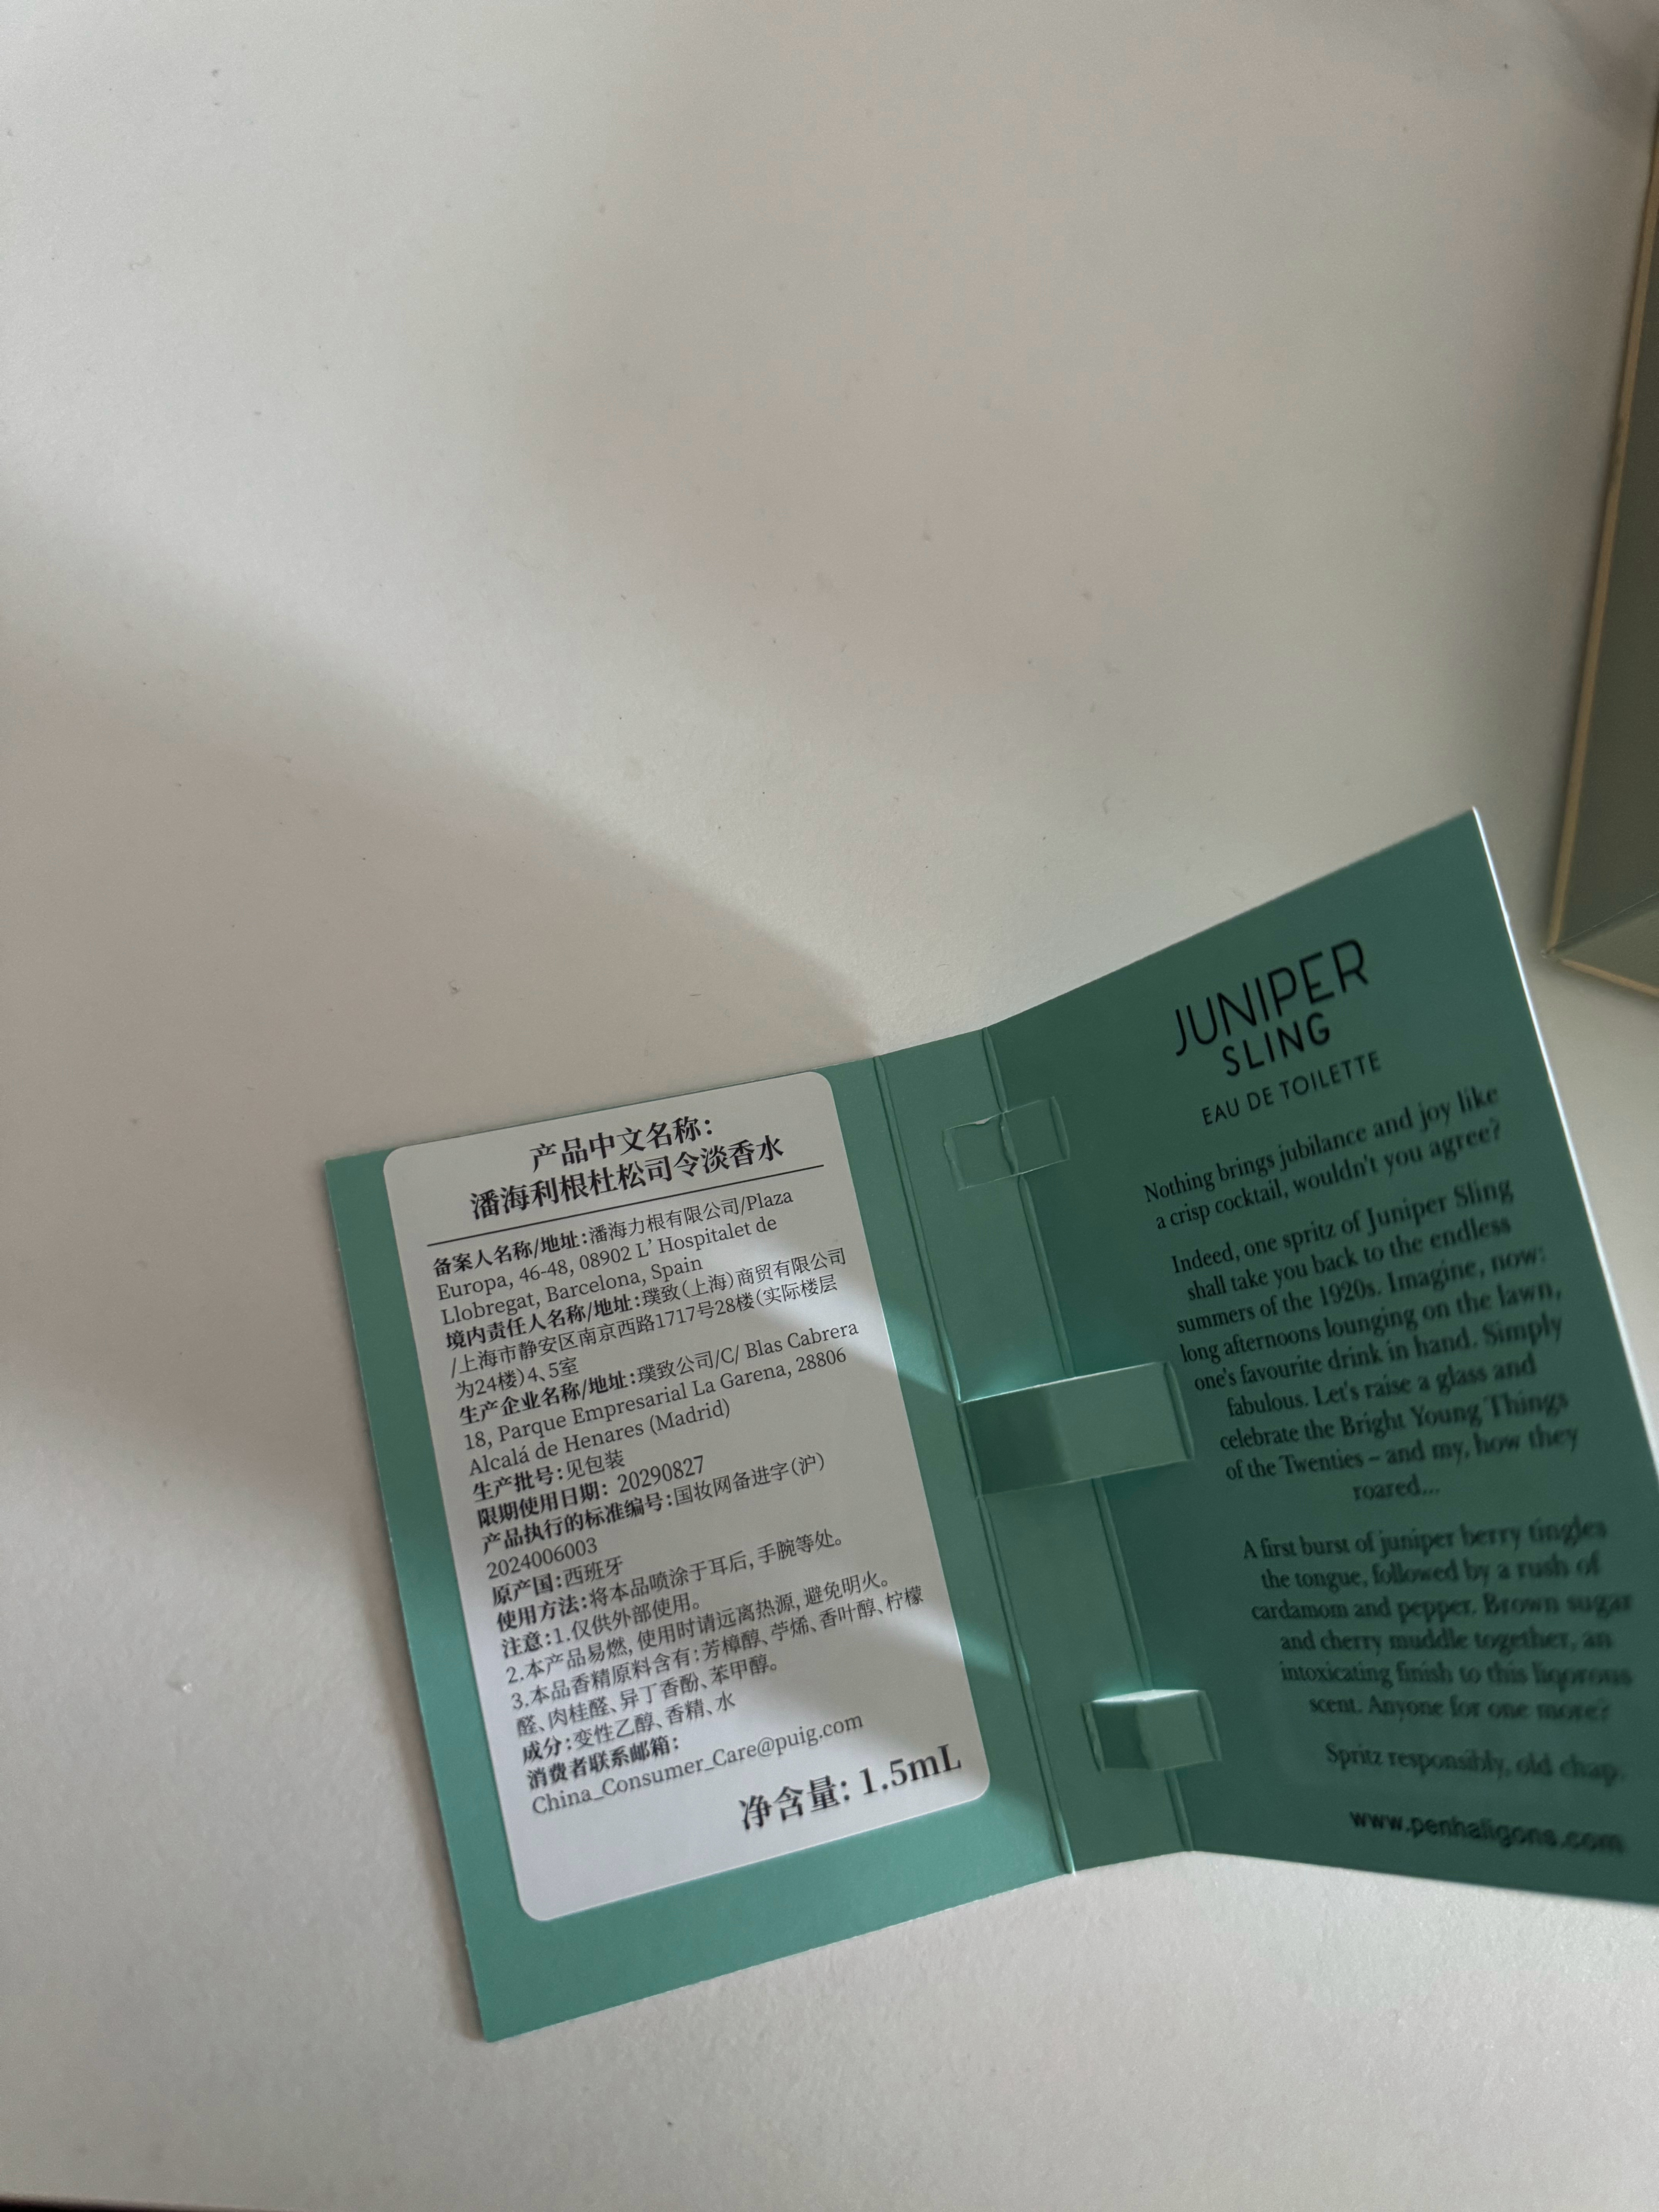 产品中文名称：
潘海利根杜松司令淡香水
备案人名称/地址：潘海力根有限公司/Plaza
Europa, 46-48, 08902 L’ Hospitalet de
Llobregat, Barcelona, Spain
境内责任人名称/地址：璞致（上海）商贸有限公司
/上海市静安区南京西路1717号28楼（实际楼层
为24楼）4、5室
生产企业名称/地址：璞致公司/C/ Blas Cabrera
18, Parque Empresarial La Garena, 28806
Alcalá de Henares (Madrid)
生产批号：见包装
限期使用日期：20290827
产品执行的标准编号：国妆网备进字（沪）
2024006003
原产国：西班牙
使用方法：将本品喷涂于耳后，手腕等处。
注意：1.仅供外部使用。
2.本产品易燃，使用时请远离热源，避免明火。
3.本品香精原料含有：芳樟醇、苧烯、香叶醇、柠檬
醛、肉桂醛、异丁香酚、苯甲醇。
成分：变性乙醇、香精、水
消费者联系邮箱：
China_Consumer_Care@puig.com
净含量：1.5mL
JUNIPER
SLING
EAU DE TOILETTE
Nothing brings jubilance and joy like
a crisp cocktail, wouldn't you agree?
Indeed, one spritz of Juniper Sling
shall take you back to the endless
summers of the 1920s. Imagine, now:
long afternoons lounging on the lawn,
one's favourite drink in hand. Simply
fabulous. Let's raise a glass and
celebrate the Bright Young Things
of the Twenties – and my, how they
roared...
A first burst of juniper berry tingles
the tongue, followed by a rush of
cardamom and pepper. Brown sugar
and cherry muddle together, an
intoxicating finish to this ligorous
scent. Anyone for one more?
Spritz responsibly, old chap.
www.penhaligons.com